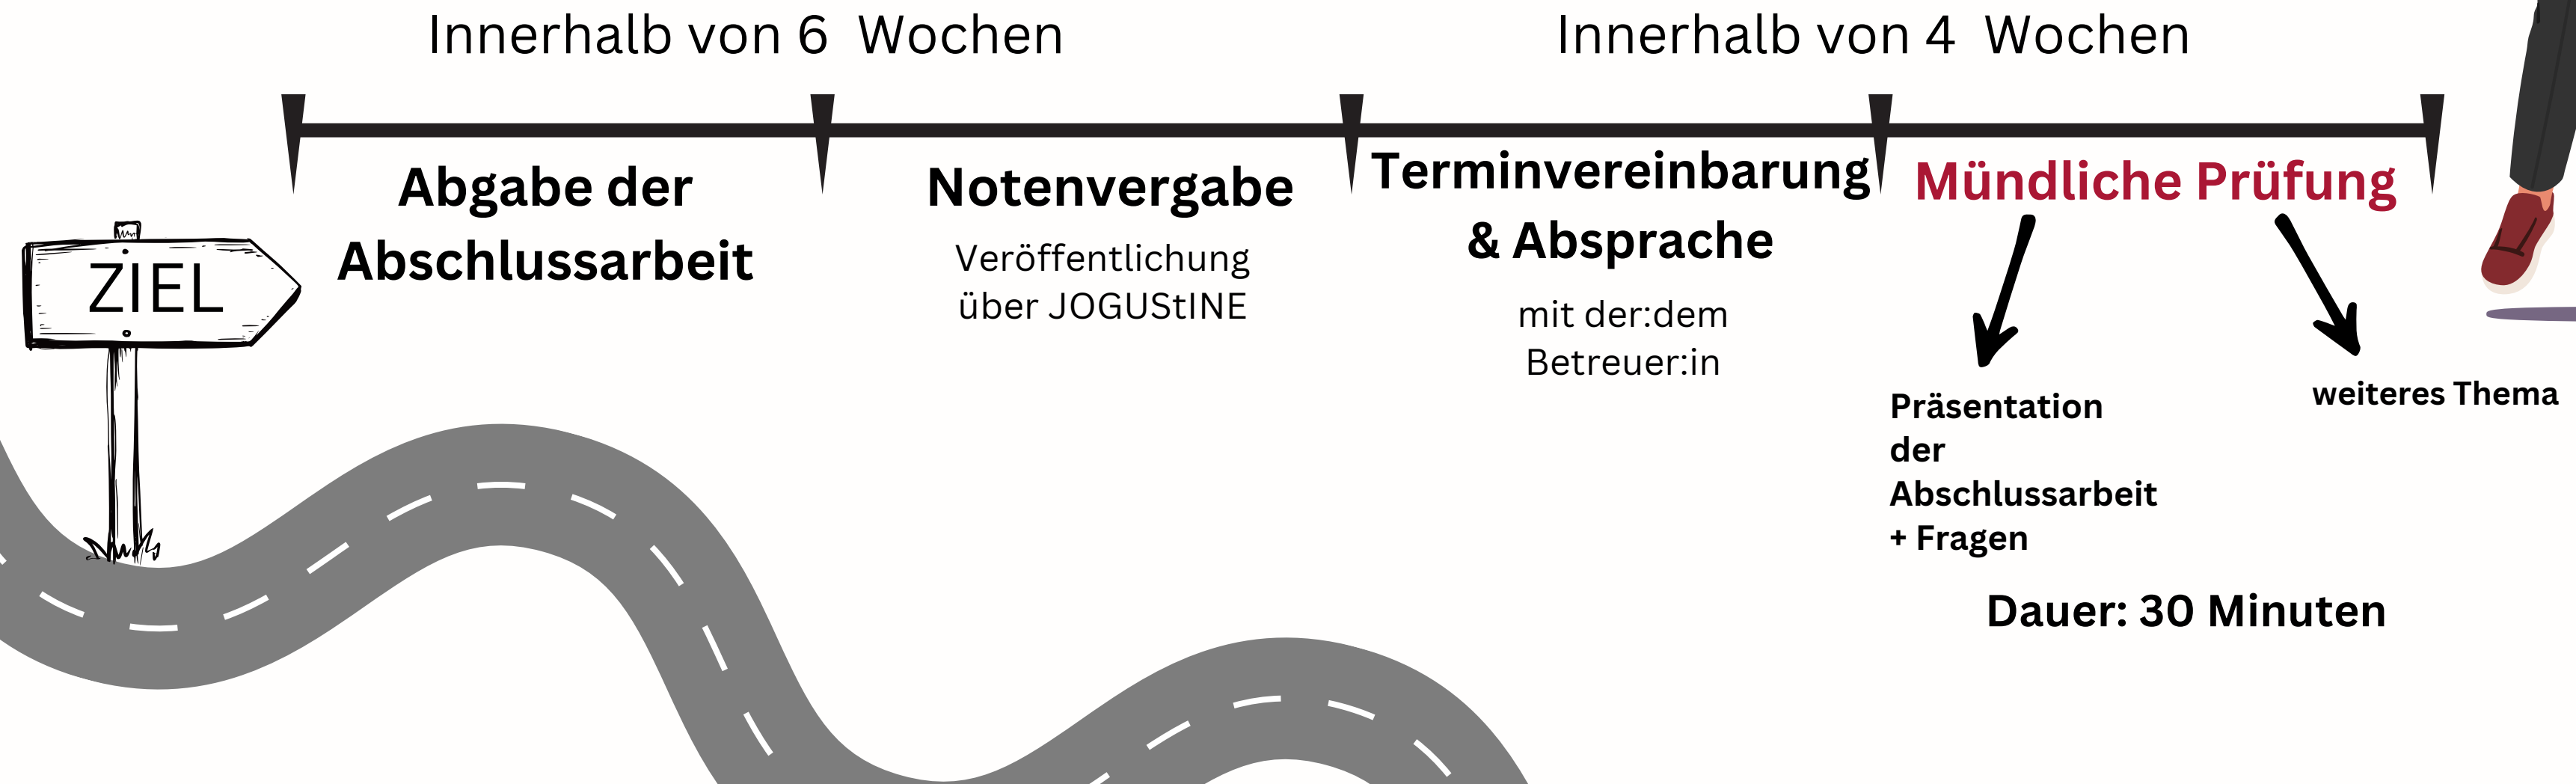 Innerhalb von 6 Wochen
Innerhalb von 4 Wochen
ZIEL
Abgabe der
Abschlussarbeit
Notenvergabe
Veröffentlichung
über JOGUStINE
Terminvereinbarung
& Absprache
mit der:dem
Betreuer:in
Mündliche Prüfung
Präsentation
der
Abschlussarbeit
+ Fragen
weiteres Thema
Dauer: 30 Minuten